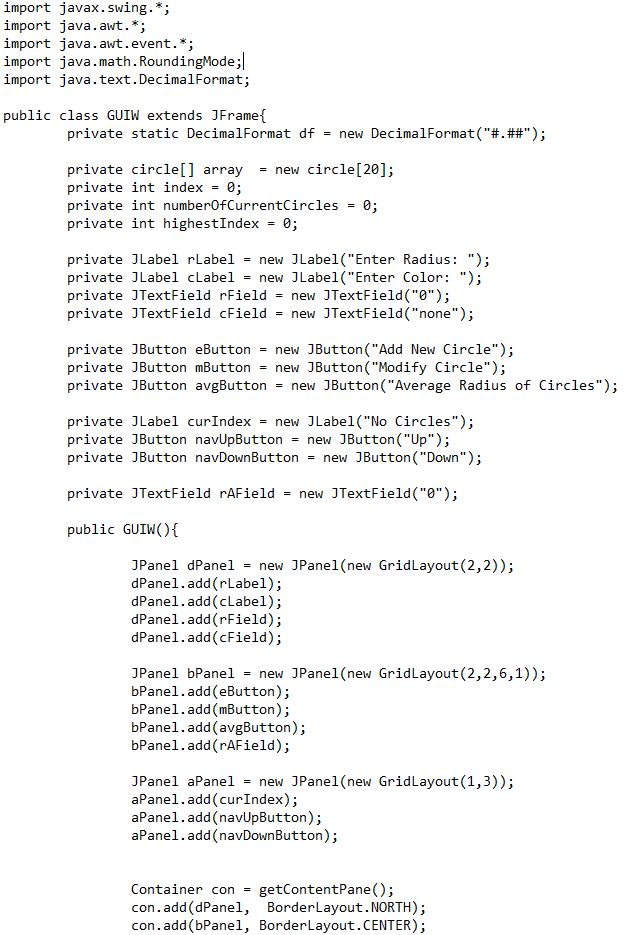 import javax.swing.*;
import java.awt.*;
import java.awt.event.*;
import java.math.RoundingMode;
import java.text.DecimalFormat;
public class GUIW extends JFrame{
private static DecimalFormat df = new DecimalFormat("#.##");
private circle[] array  = new circle[20];
private int index = 0;
private int numberOfCurrentCircles = 0;
private int highestIndex = 0;
private JLabel rLabel = new JLabel("Enter Radius: ");
private JLabel cLabel = new JLabel("Enter Color: ");
private JTextField rField = new JTextField("0");
private JTextField cField = new JTextField("none");
private JButton eButton = new JButton("Add New Circle");
private JButton mButton = new JButton("Modify Circle");
private JButton avgButton = new JButton("Average Radius of Circles");
private JLabel curIndex = new JLabel("No Circles");
private JButton navUpButton = new JButton("Up");
private JButton navDownButton = new JButton("Down");
private JTextField rAField = new JTextField("0");
public GUIW(){
JPanel dPanel = new JPanel(new GridLayout(2,2));
dPanel.add(rLabel);
dPanel.add(cLabel);
dPanel.add(rField);
dPanel.add(cField);
JPanel bPanel = new JPanel(new GridLayout(2,2,6,1));
bPanel.add(eButton);
bPanel.add(mButton);
bPanel.add(avgButton);
bPanel.add(rAField);
JPanel aPanel = new JPanel(new GridLayout(1,3));
aPanel.add(curIndex);
aPanel.add(navUpButton);
aPanel.add(navDownButton);
Container con = getContentPane();
con.add(dPanel,  BorderLayout.NORTH);
con.add(bPanel, BorderLayout.CENTER);